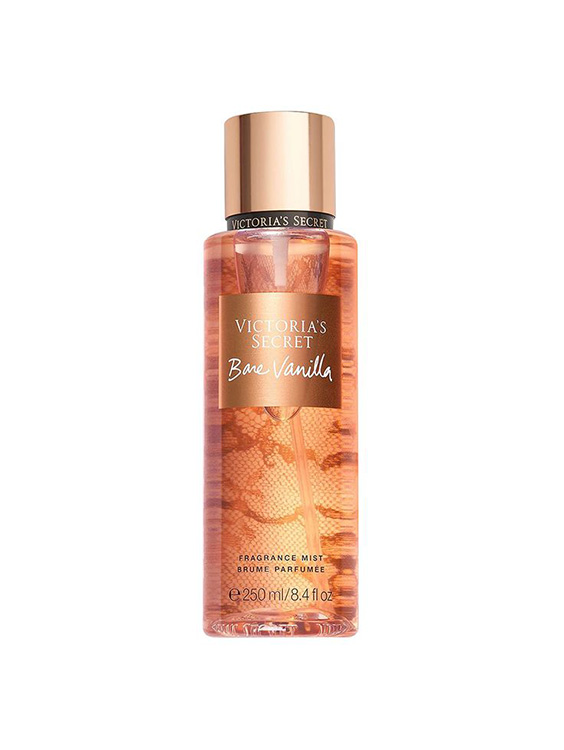 VICTORIA'S SECRET
VICTORIA'S
SECRET
Bare Vanilla
FRAGRANCE MIST
BRUME PARFUMÉE
℮ 250 ml/8.4 fl oz